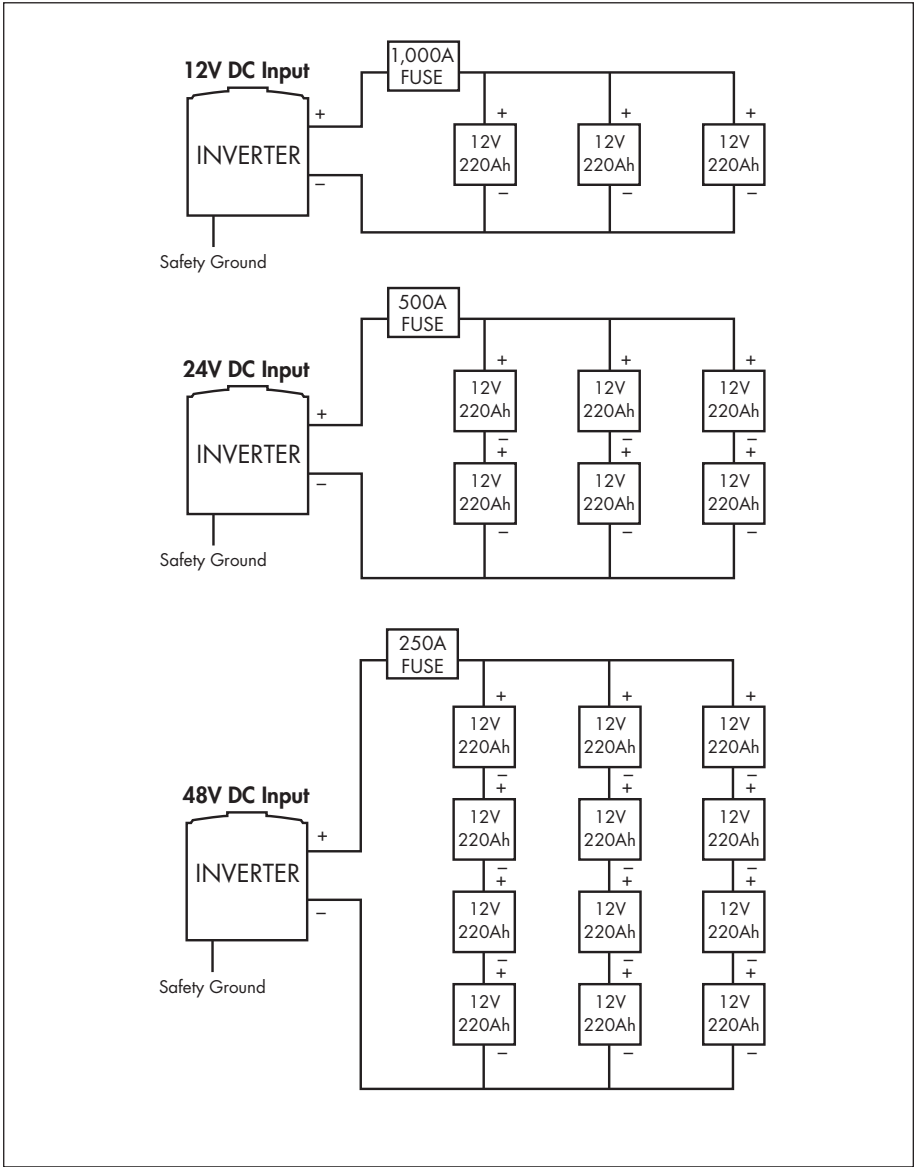 1,000A
FUSE
12V DC Input
+
INVERTER
–
Safety Ground
+ + +
12V 12V 12V
220Ah 220Ah 220Ah
– – –
500A
FUSE
24V DC Input
+
INVERTER
–
Safety Ground
+ + +
12V 12V 12V
220Ah 220Ah 220Ah
– – –
+ + +
12V 12V 12V
220Ah 220Ah 220Ah
– – –
250A
FUSE
48V DC Input
+
INVERTER
–
Safety Ground
+ + +
12V 12V 12V
220Ah 220Ah 220Ah
– – –
+ + +
12V 12V 12V
220Ah 220Ah 220Ah
– – –
+ + +
12V 12V 12V
220Ah 220Ah 220Ah
– – –
+ + +
12V 12V 12V
220Ah 220Ah 220Ah
– – –